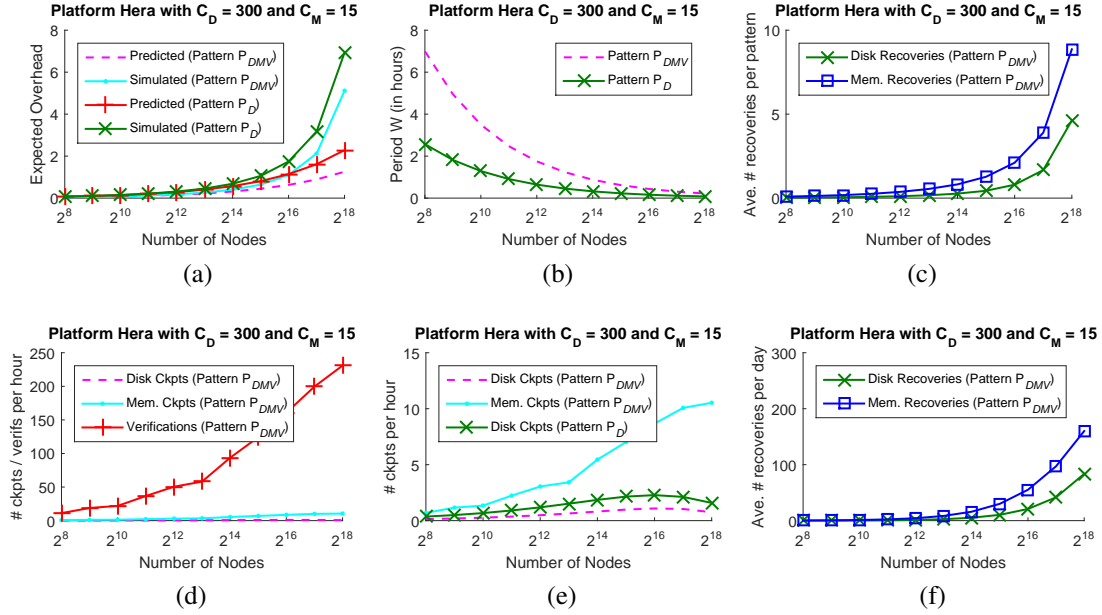 Platform Hera with C_D = 300 and C_M = 15
Expected Overhead
8
6
4
2
0
Predicted (Pattern P_DMV)
Simulated (Pattern P_DMV)
Predicted (Pattern P_D)
Simulated (Pattern P_D)
2^8 2^10 2^12 2^14 2^16 2^18
Number of Nodes
(a)
Platform Hera with C_D = 300 and C_M = 15
Period W (in hours)
8
6
4
2
0
Pattern P_DMV
Pattern P_D
2^8 2^10 2^12 2^14 2^16 2^18
Number of Nodes
(b)
Platform Hera with C_D = 300 and C_M = 15
Ave. # recoveries per pattern
10
5
0
Disk Recoveries (Pattern P_DMV)
Mem. Recoveries (Pattern P_DMV)
2^8 2^10 2^12 2^14 2^16 2^18
Number of Nodes
(c)
Platform Hera with C_D = 300 and C_M = 15
# ckpts / verifs per hour
250
200
150
100
50
0
Disk Ckpts (Pattern P_DMV)
Mem. Ckpts (Pattern P_DMV)
Verifications (Pattern P_DMV)
2^8 2^10 2^12 2^14 2^16 2^18
Number of Nodes
(d)
Platform Hera with C_D = 300 and C_M = 15
# ckpts per hour
15
10
5
0
Disk Ckpts (Pattern P_DMV)
Mem. Ckpts (Pattern P_DMV)
Disk Ckpts (Pattern P_D)
2^8 2^10 2^12 2^14 2^16 2^18
Number of Nodes
(e)
Platform Hera with C_D = 300 and C_M = 15
Ave. # recoveries per day
300
200
100
0
Disk Recoveries (Pattern P_DMV)
Mem. Recoveries (Pattern P_DMV)
2^8 2^10 2^12 2^14 2^16 2^18
Number of Nodes
(f)